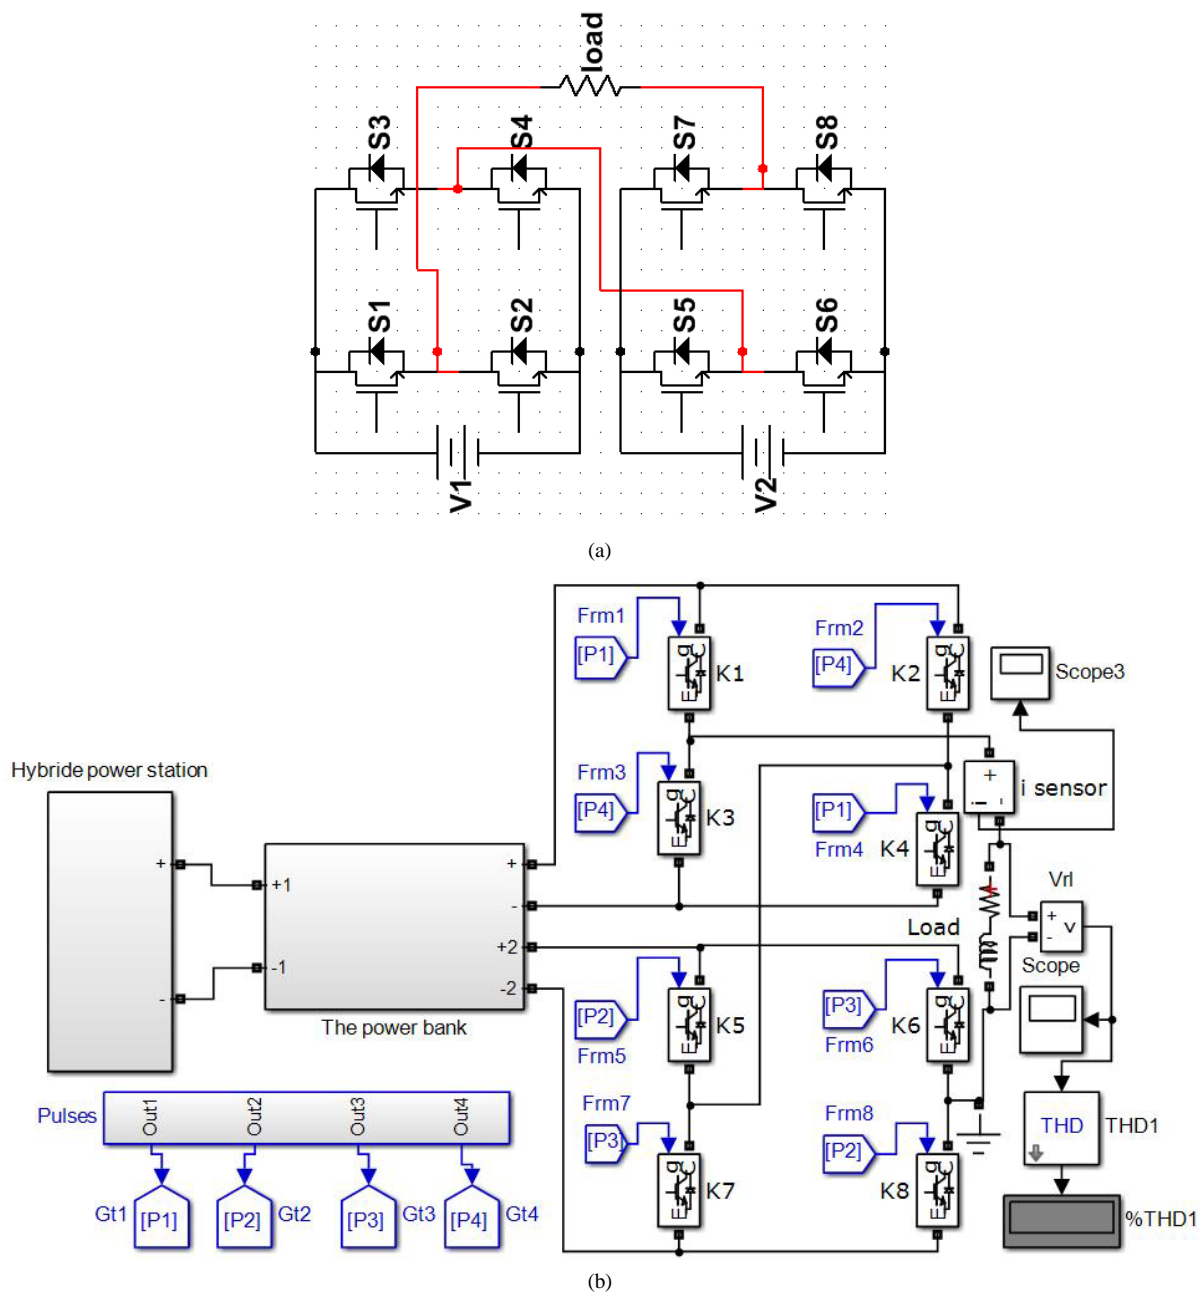 load
S3
S4
S7
S8
S1
S2
S5
S6
V1
V2
(a)
Frm1
[P1]
g
C
E
K1
Frm2
[P4]
g
C
E
K2
Scope3
Hybride power station
Frm3
[P4]
g
C
E
K3
[P1]
Frm4
g
C
E
K4
+
i
-
i sensor
+
-
+1
-1
+
-
+2
-2
The power bank
Load
Vrl
+
-
v
Scope
[P2]
Frm5
g
C
E
K5
[P3]
Frm6
g
C
E
K6
Pulses
Out1
Out2
Out3
Out4
Frm7
[P3]
g
C
E
K7
Frm8
[P2]
g
C
E
K8
THD
THD1
Gt1
[P1]
[P2]
Gt2
[P3]
Gt3
[P4]
Gt4
%THD1
(b)